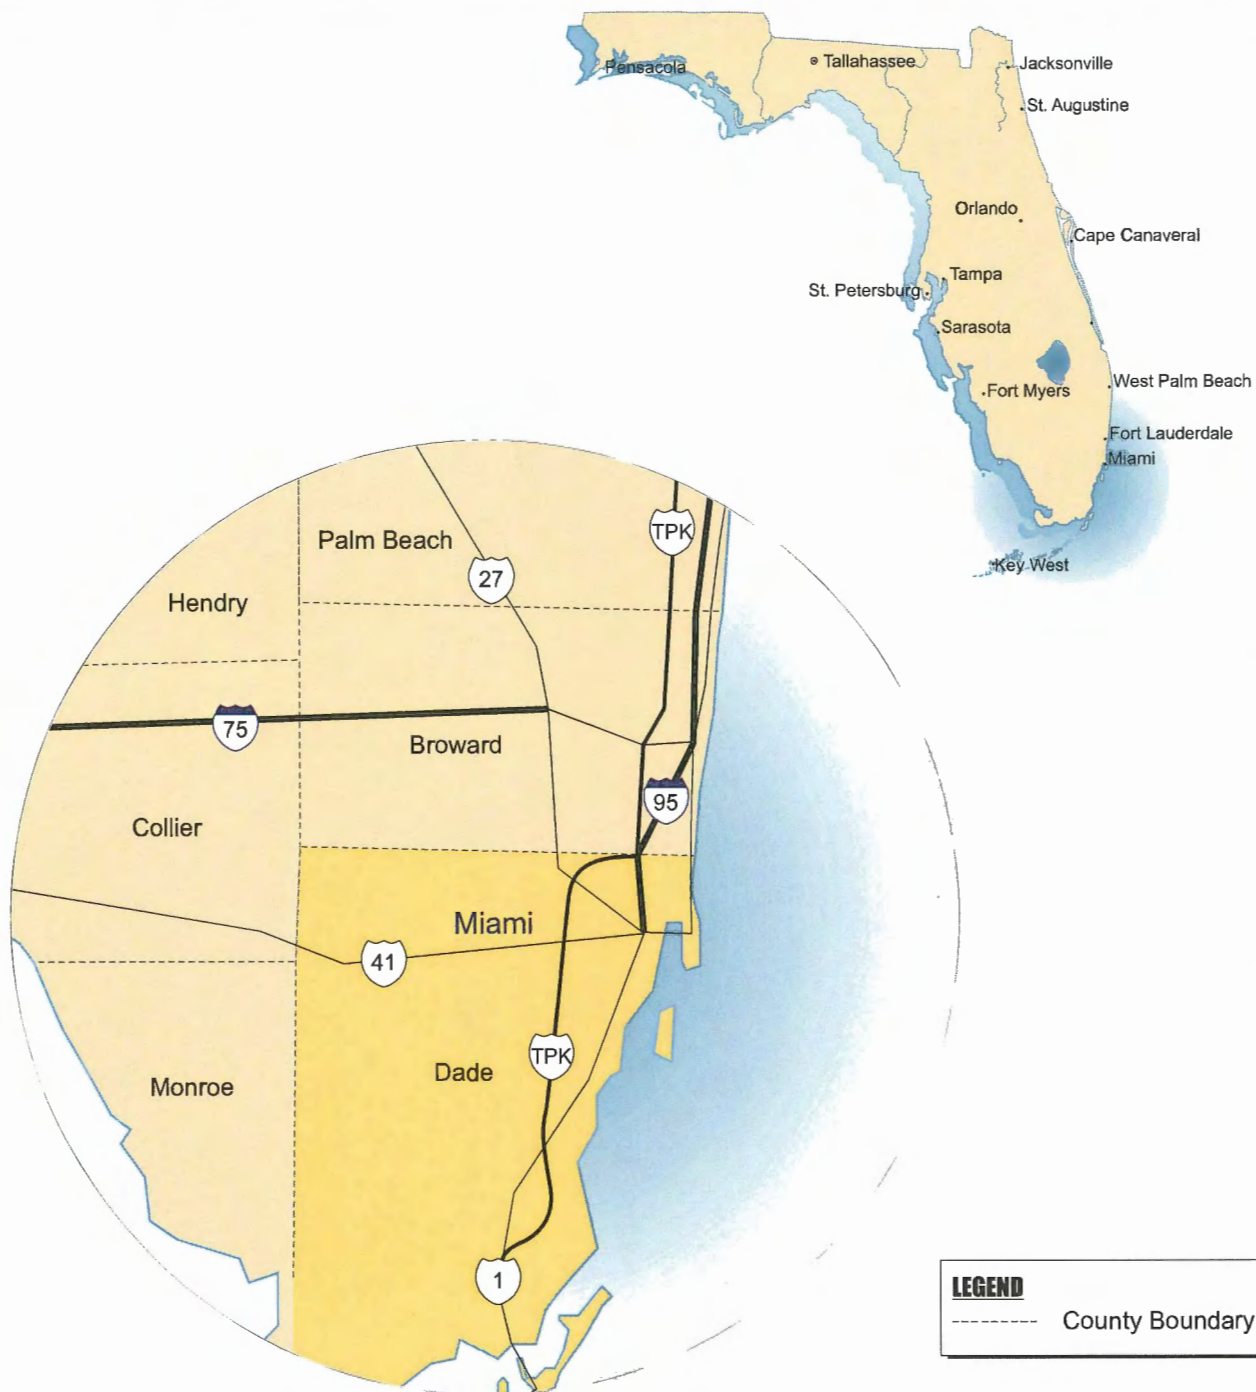 Pensacola
Tallahassee
Jacksonville
St. Augustine
Orlando
Cape Canaveral
Tampa
St. Petersburg
Sarasota
Fort Myers
West Palm Beach
Fort Lauderdale
Miami
Key West
TPK
Palm Beach
27
Hendry
75
Broward
95
Collier
Miami
41
TPK
Dade
Monroe
1
LEGEND
County Boundary